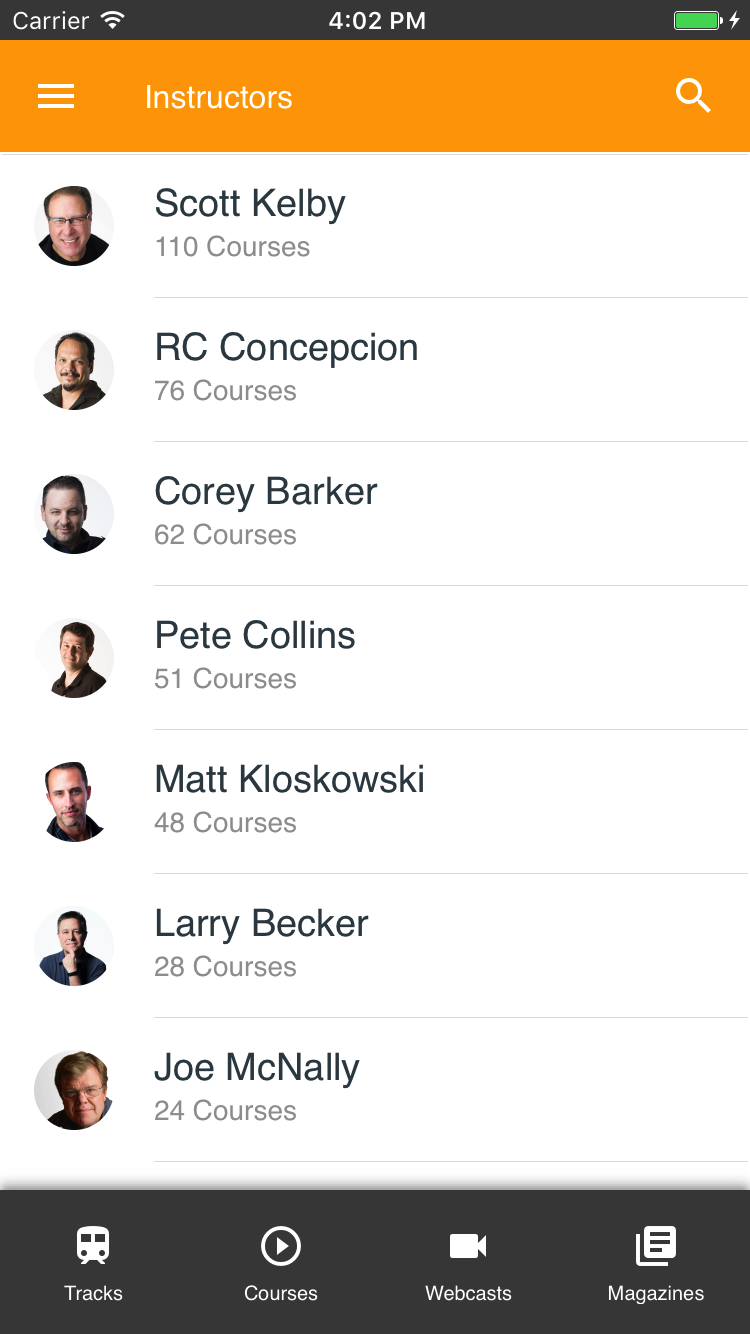 Carrier 4:02 PM
Instructors
Scott Kelby
110 Courses
RC Concepcion
76 Courses
Corey Barker
62 Courses
Pete Collins
51 Courses
Matt Kloskowski
48 Courses
Larry Becker
28 Courses
Joe McNally
24 Courses
Tracks Courses Webcasts Magazines